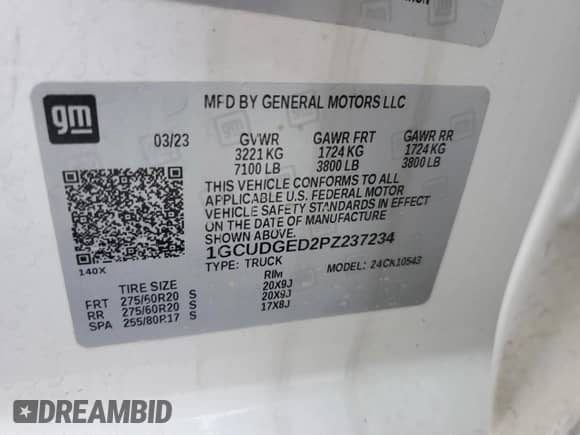 gm
MFD BY GENERAL MOTORS LLC
03/23 GVWR GAWR FRT GAWR RR
3221 KG 1724 KG 1724 KG
7100 LB 3800 LB 3800 LB
THIS VEHICLE CONFORMS TO ALL
APPLICABLE U.S. FEDERAL MOTOR
VEHICLE SAFETY STANDARDS IN EFFECT
ON THE DATE OF MANUFACTURE
SHOWN ABOVE.
1GCUDGED2PZ237234
140X
TYPE: TRUCK MODEL: 24CK10543
TIRE SIZE RIM
FRT 275/60R20 S 20X9J
RR 275/60R20 S 20X9J
SPA 255/80R17 S 17X8J
DREAMBID